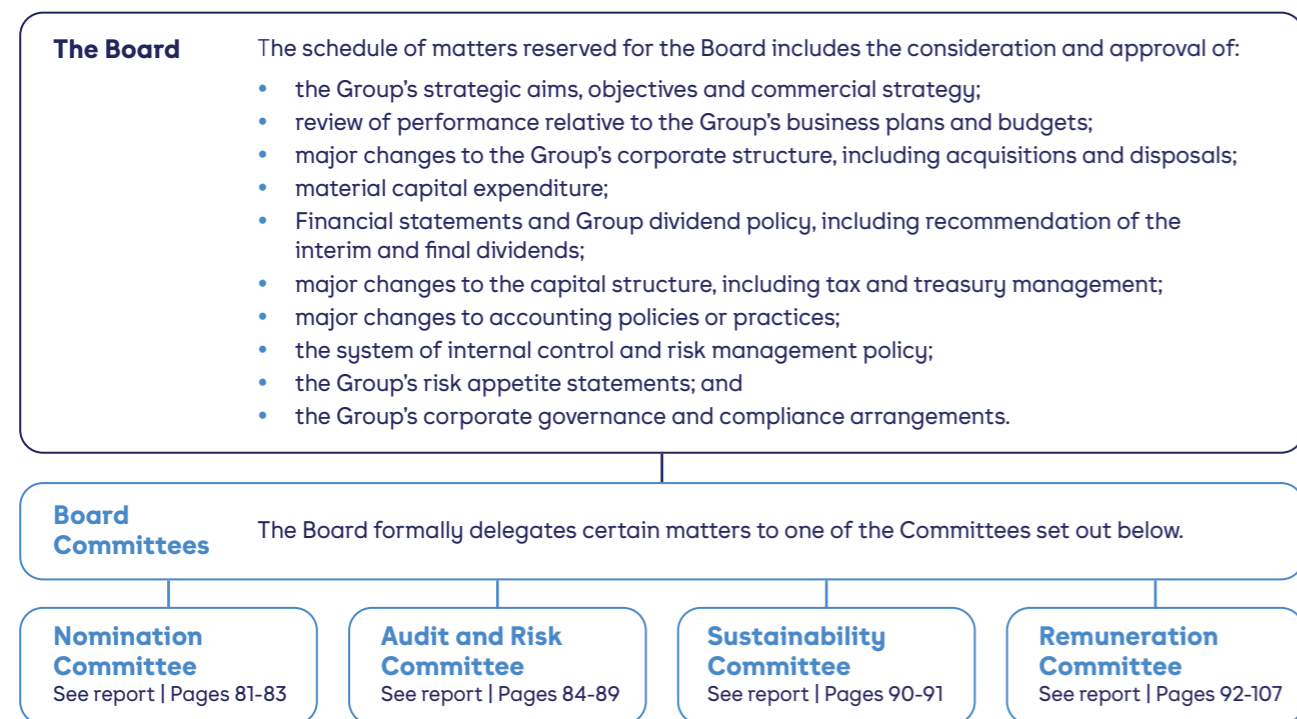 The Board
The schedule of matters reserved for the Board includes the consideration and approval of:
• the Group's strategic aims, objectives and commercial strategy;
• review of performance relative to the Group's business plans and budgets;
• major changes to the Group's corporate structure, including acquisitions and disposals;
• material capital expenditure;
• Financial statements and Group dividend policy, including recommendation of the
interim and final dividends;
• major changes to the capital structure, including tax and treasury management;
• major changes to accounting policies or practices;
• the system of internal control and risk management policy;
• the Group's risk appetite statements; and
• the Group's corporate governance and compliance arrangements.
Board
Committees
The Board formally delegates certain matters to one of the Committees set out below.
Nomination
Committee
See report | Pages 81-83
Audit and Risk
Committee
See report | Pages 84-89
Sustainability
Committee
See report | Pages 90-91
Remuneration
Committee
See report | Pages 92-107